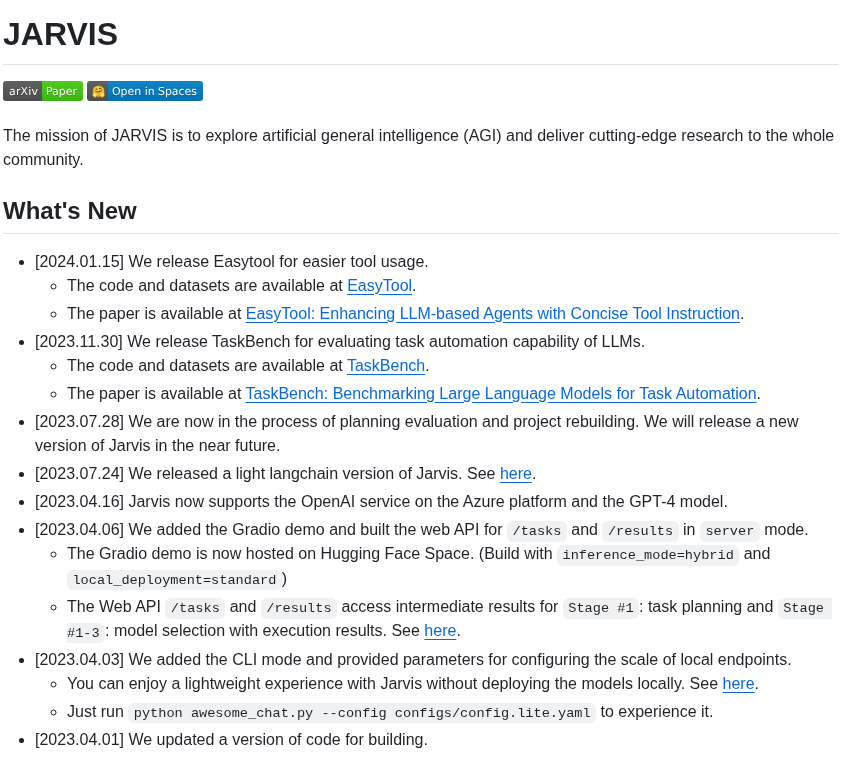 JARVIS
arXiv Paper 🤗 Open in Spaces
The mission of JARVIS is to explore artificial general intelligence (AGI) and deliver cutting-edge research to the whole
community.
What's New
• [2024.01.15] We release Easytool for easier tool usage.
◦ The code and datasets are available at EasyTool.
◦ The paper is available at EasyTool: Enhancing LLM-based Agents with Concise Tool Instruction.
• [2023.11.30] We release TaskBench for evaluating task automation capability of LLMs.
◦ The code and datasets are available at TaskBench.
◦ The paper is available at TaskBench: Benchmarking Large Language Models for Task Automation.
• [2023.07.28] We are now in the process of planning evaluation and project rebuilding. We will release a new
version of Jarvis in the near future.
• [2023.07.24] We released a light langchain version of Jarvis. See here.
• [2023.04.16] Jarvis now supports the OpenAI service on the Azure platform and the GPT-4 model.
• [2023.04.06] We added the Gradio demo and built the web API for /tasks and /results in server mode.
◦ The Gradio demo is now hosted on Hugging Face Space. (Build with inference_mode=hybrid and
local_deployment=standard)
◦ The Web API /tasks and /results access intermediate results for Stage #1: task planning and Stage
#1-3: model selection with execution results. See here.
• [2023.04.03] We added the CLI mode and provided parameters for configuring the scale of local endpoints.
◦ You can enjoy a lightweight experience with Jarvis without deploying the models locally. See here.
◦ Just run python awesome_chat.py --config configs/config.lite.yaml to experience it.
• [2023.04.01] We updated a version of code for building.